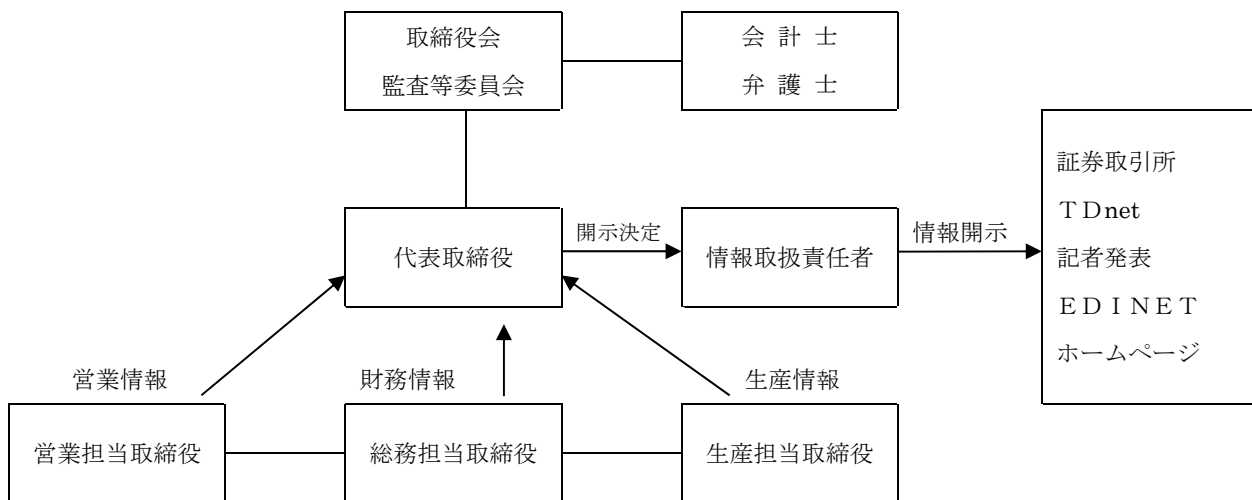 取締役会
監査等委員会
会 計 士
弁 護 士
証券取引所
ＴＤnet
記者発表
ＥＤＩＮＥＴ
ホームページ
代表取締役
開示決定
情報取扱責任者
情報開示
営業情報
財務情報
生産情報
営業担当取締役
総務担当取締役
生産担当取締役